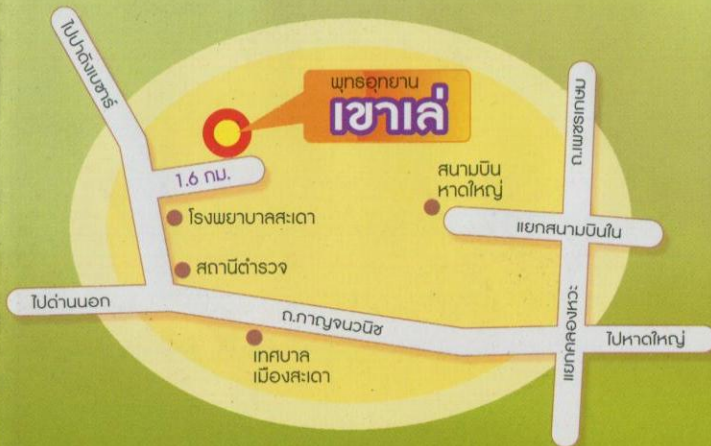 ไปปาดังเบซาร์
พุทธอุทยาน
เขาเล่
ถ.เพชรเกษม
1.6 กม.
สนามบิน
หาดใหญ่
โรงพยาบาลสะเดา
แยกสนามบินใน
สถานีตำรวจ
ไปด่านนอก
ถ.กาญจนวนิช
แยกคลองหวะ
ไปหาดใหญ่
เทศบาล
เมืองสะเดา